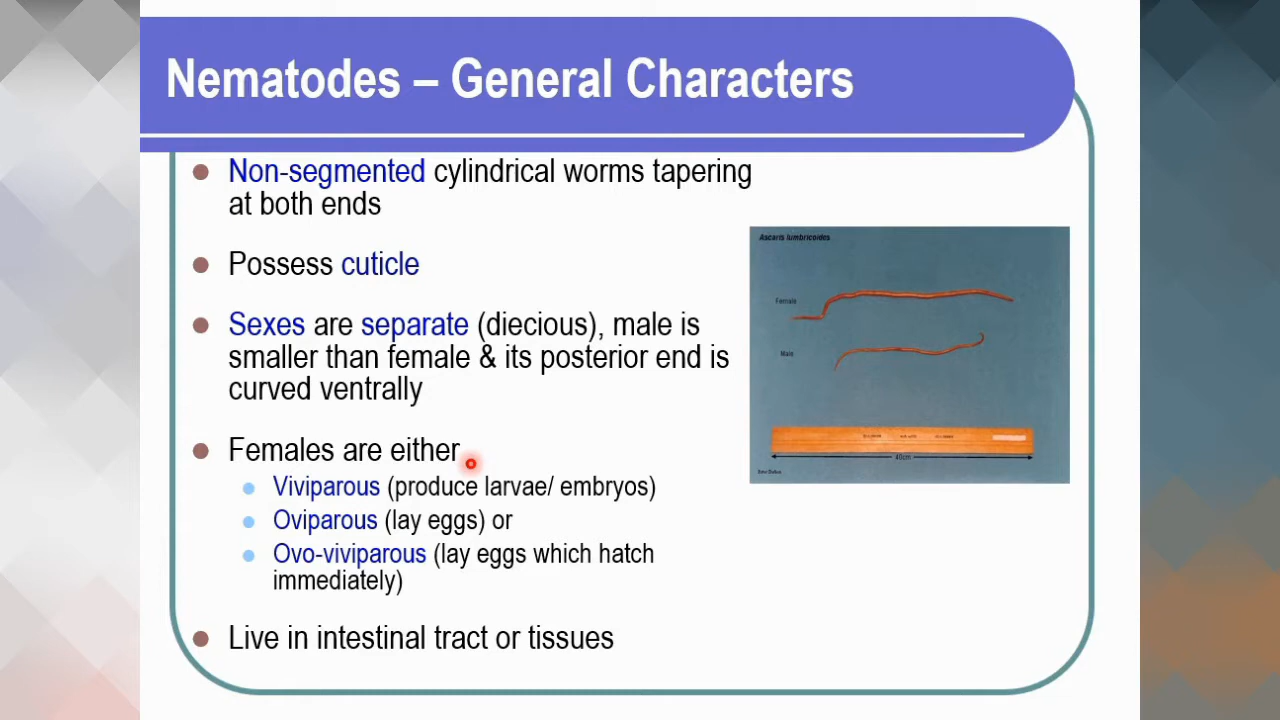 Nematodes – General Characters
Non-segmented cylindrical worms tapering
at both ends
Possess cuticle
Sexes are separate (diecious), male is
smaller than female & its posterior end is
curved ventrally
Females are either
Viviparous (produce larvae/ embryos)
Oviparous (lay eggs) or
Ovo-viviparous (lay eggs which hatch
immediately)
Live in intestinal tract or tissues
Ascaris lumbricoides
Female
Male
40cm